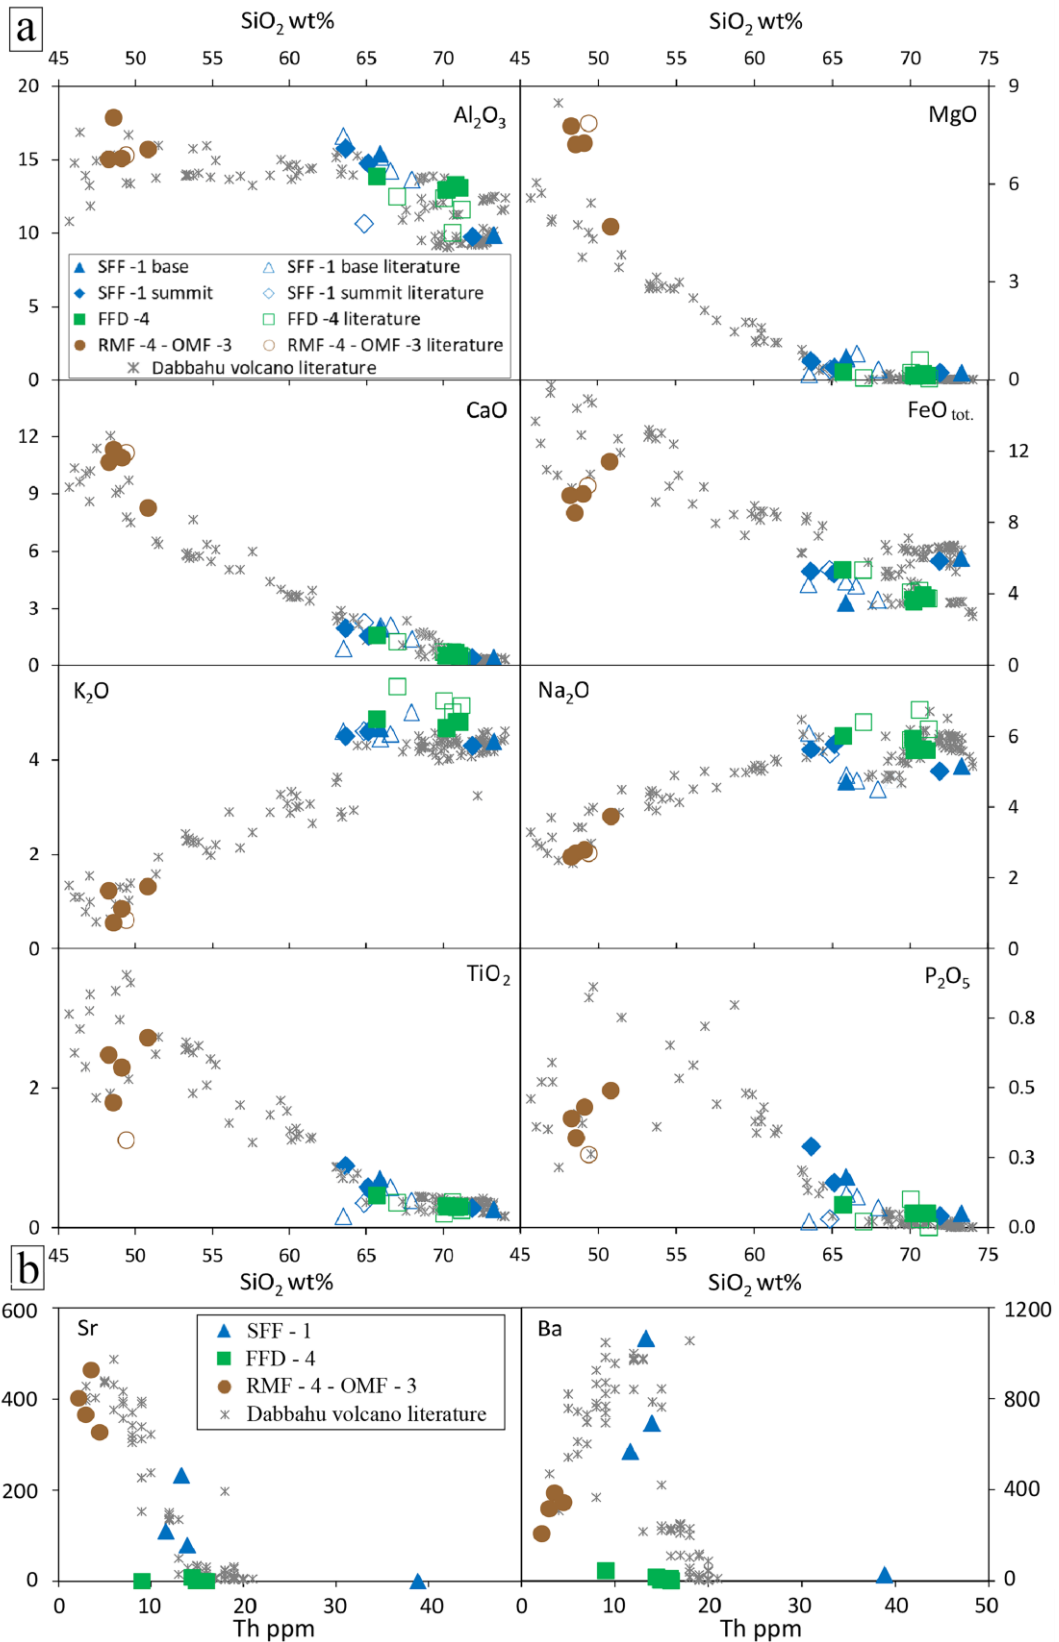 a
SiO2 wt%
SiO2 wt%
45 50 55 60 65 70 45 50 55 60 65 70 75
20
15
10
5
0
Al2O3
SFF -1 base
SFF -1 base literature
SFF -1 summit
SFF -1 summit literature
FFD -4
FFD -4 literature
RMF -4 - OMF -3
RMF -4 - OMF -3 literature
Dabbahu volcano literature
MgO
9
6
3
0
CaO
12
9
6
3
0
FeO tot.
12
8
4
0
K2O
4
2
0
Na2O
6
4
2
0
TiO2
2
0
P2O5
0.8
0.5
0.3
0.0
45 50 55 60 65 70 45 50 55 60 65 70 75
SiO2 wt%
SiO2 wt%
b
600
400
200
0
Sr
SFF - 1
FFD - 4
RMF - 4 - OMF - 3
Dabbahu volcano literature
Ba
1200
800
400
0
0 10 20 30 40 0 10 20 30 40 50
Th ppm
Th ppm